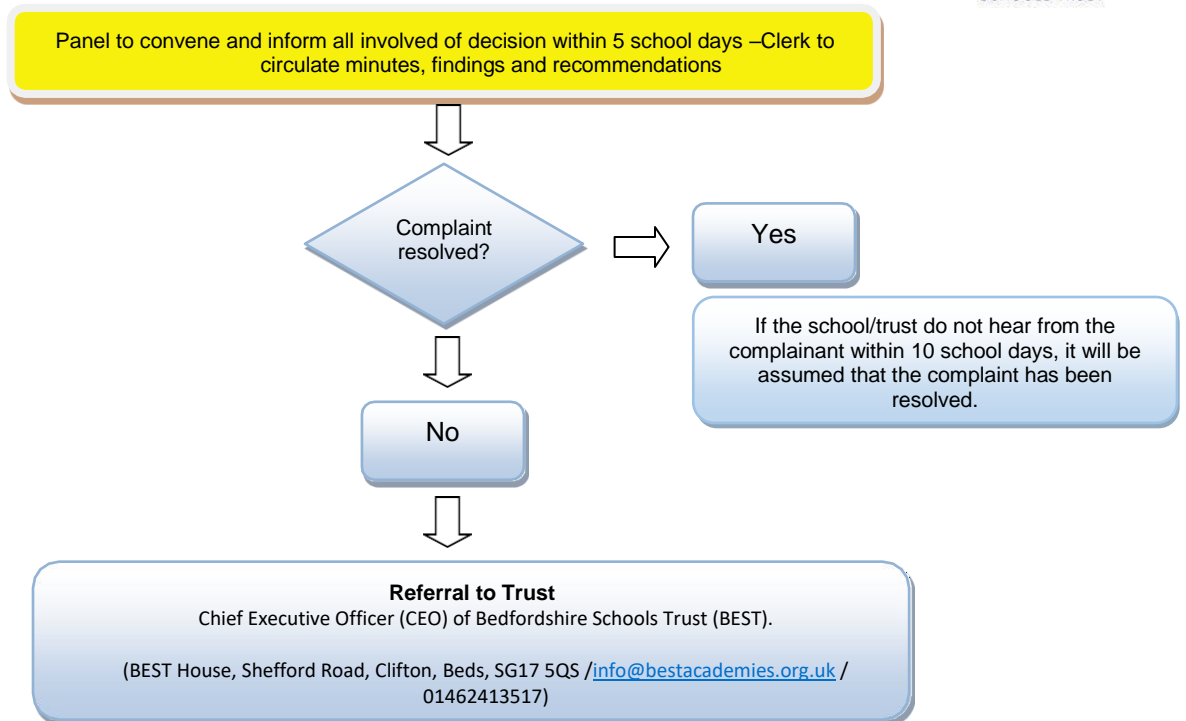 Panel to convene and inform all involved of decision within 5 school days –Clerk to
circulate minutes, findings and recommendations
Complaint
resolved?
Yes
If the school/trust do not hear from the
complainant within 10 school days, it will be
assumed that the complaint has been
resolved.
No
Referral to Trust
Chief Executive Officer (CEO) of Bedfordshire Schools Trust (BEST).
(BEST House, Shefford Road, Clifton, Beds, SG17 5QS /info@bestacademies.org.uk /
01462413517)